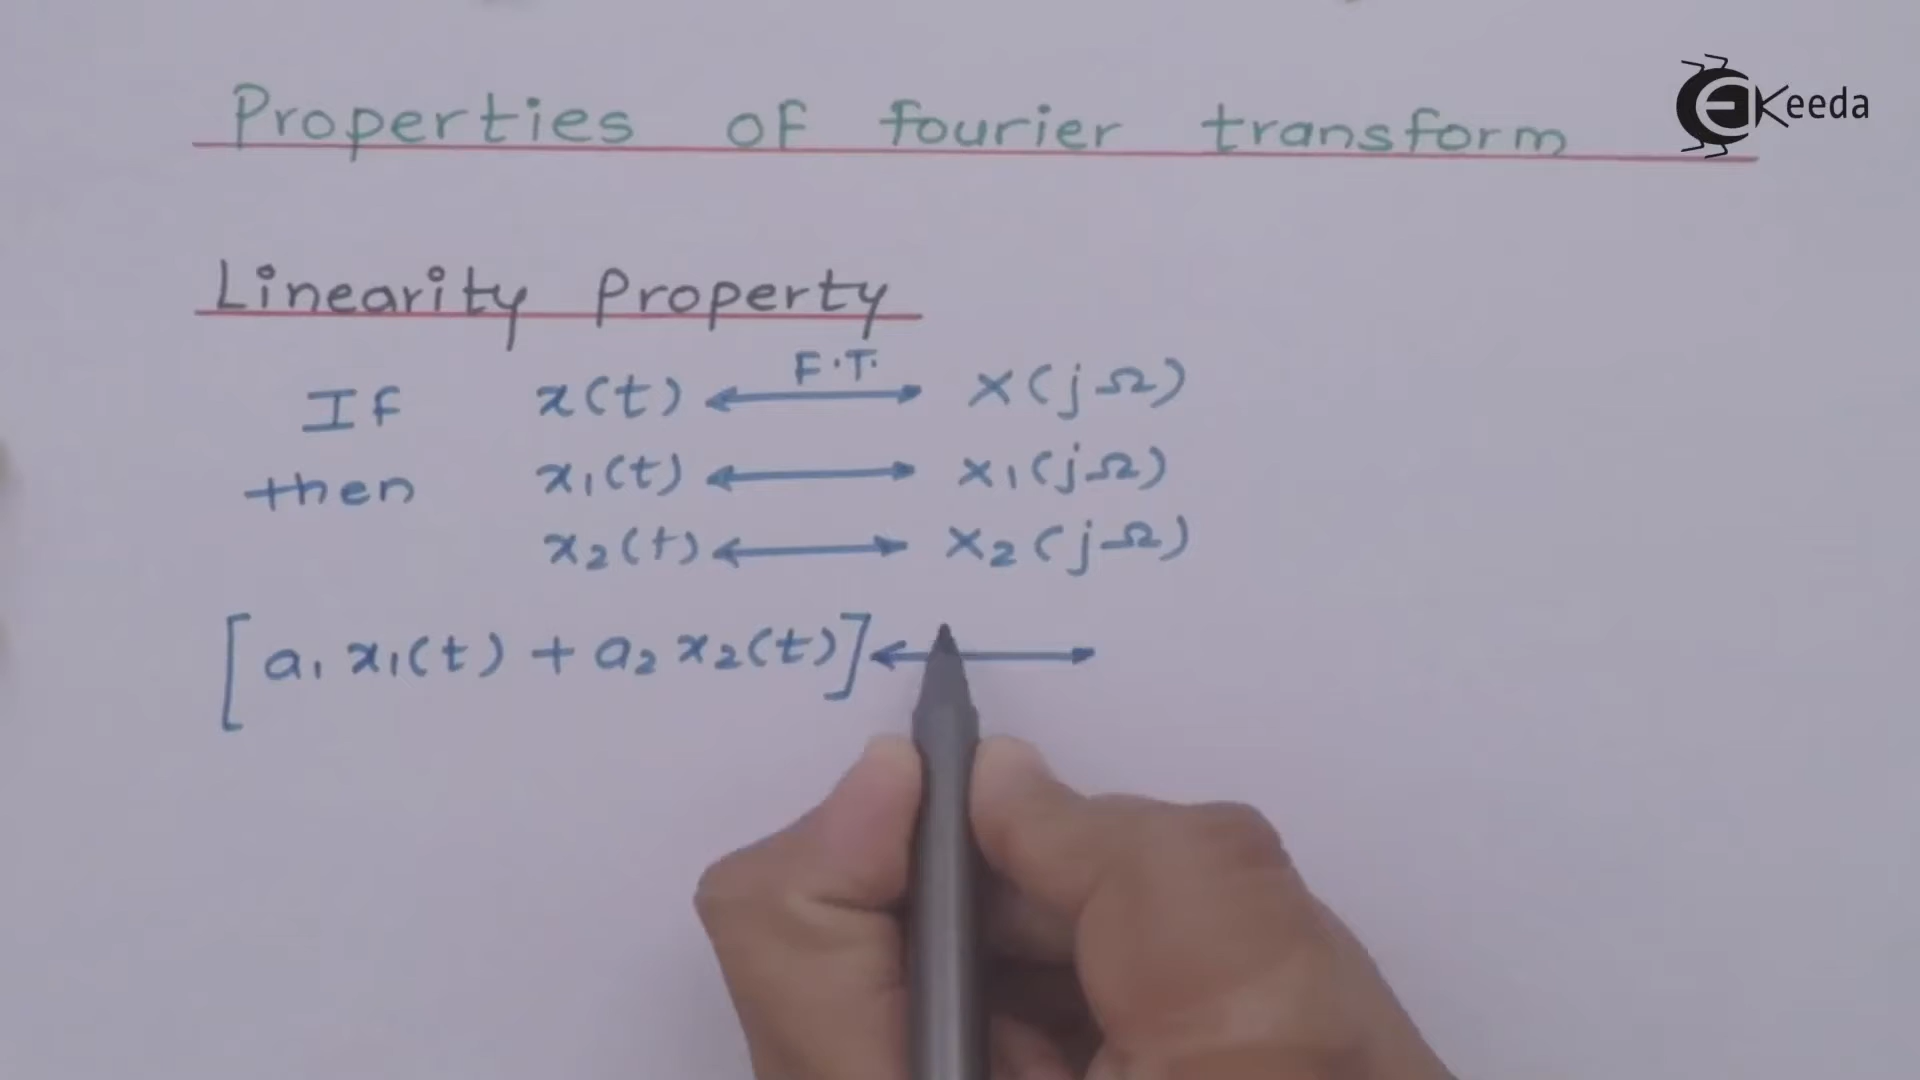 Properties of fourier transform
Keeda
Linearity Property
If x(t) ⟷ F.T. X(jΩ)
then x₁(t) ⟷ X₁(jΩ)
x₂(t) ⟷ X₂(jΩ)
[a₁ x₁(t) + a₂ x₂(t)] ⟷